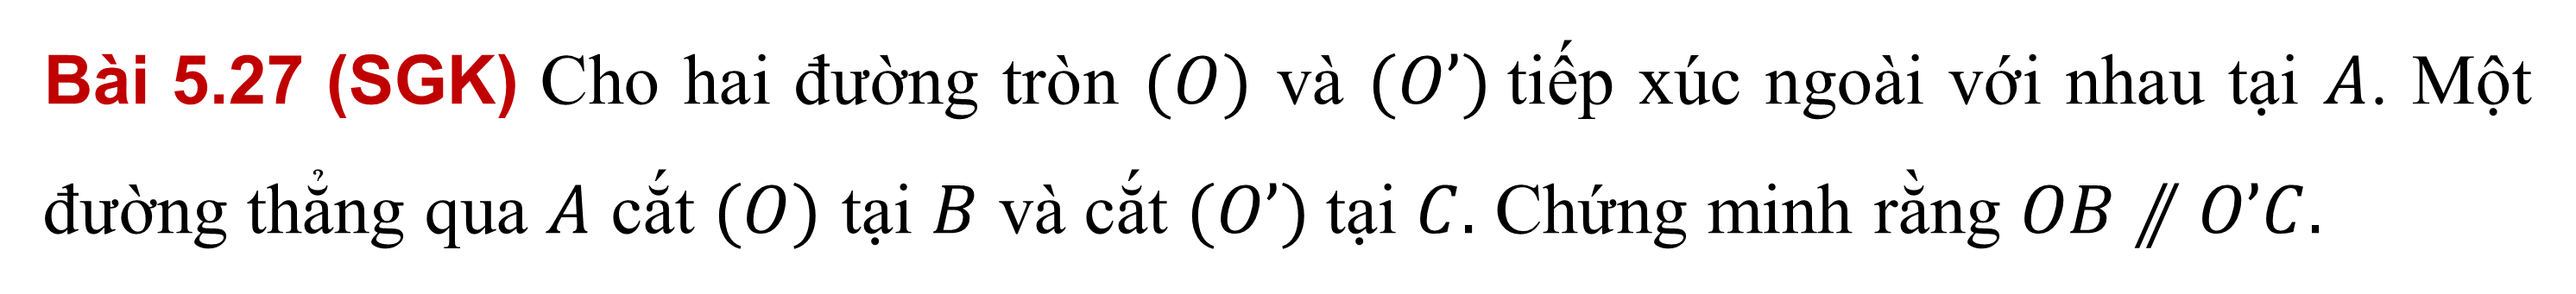 Bài 5.27 (SGK) Cho hai đường tròn (O) và (O’) tiếp xúc ngoài với nhau tại A. Một
đường thẳng qua A cắt (O) tại B và cắt (O’) tại C. Chứng minh rằng OB ⫽ O’C.